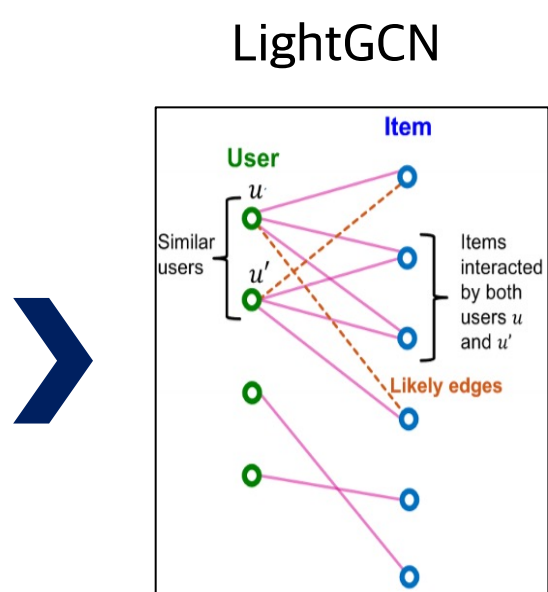 LightGCN
Item
User
u
Similar
users
u'
Items
interacted
by both
users u
and u'
Likely edges